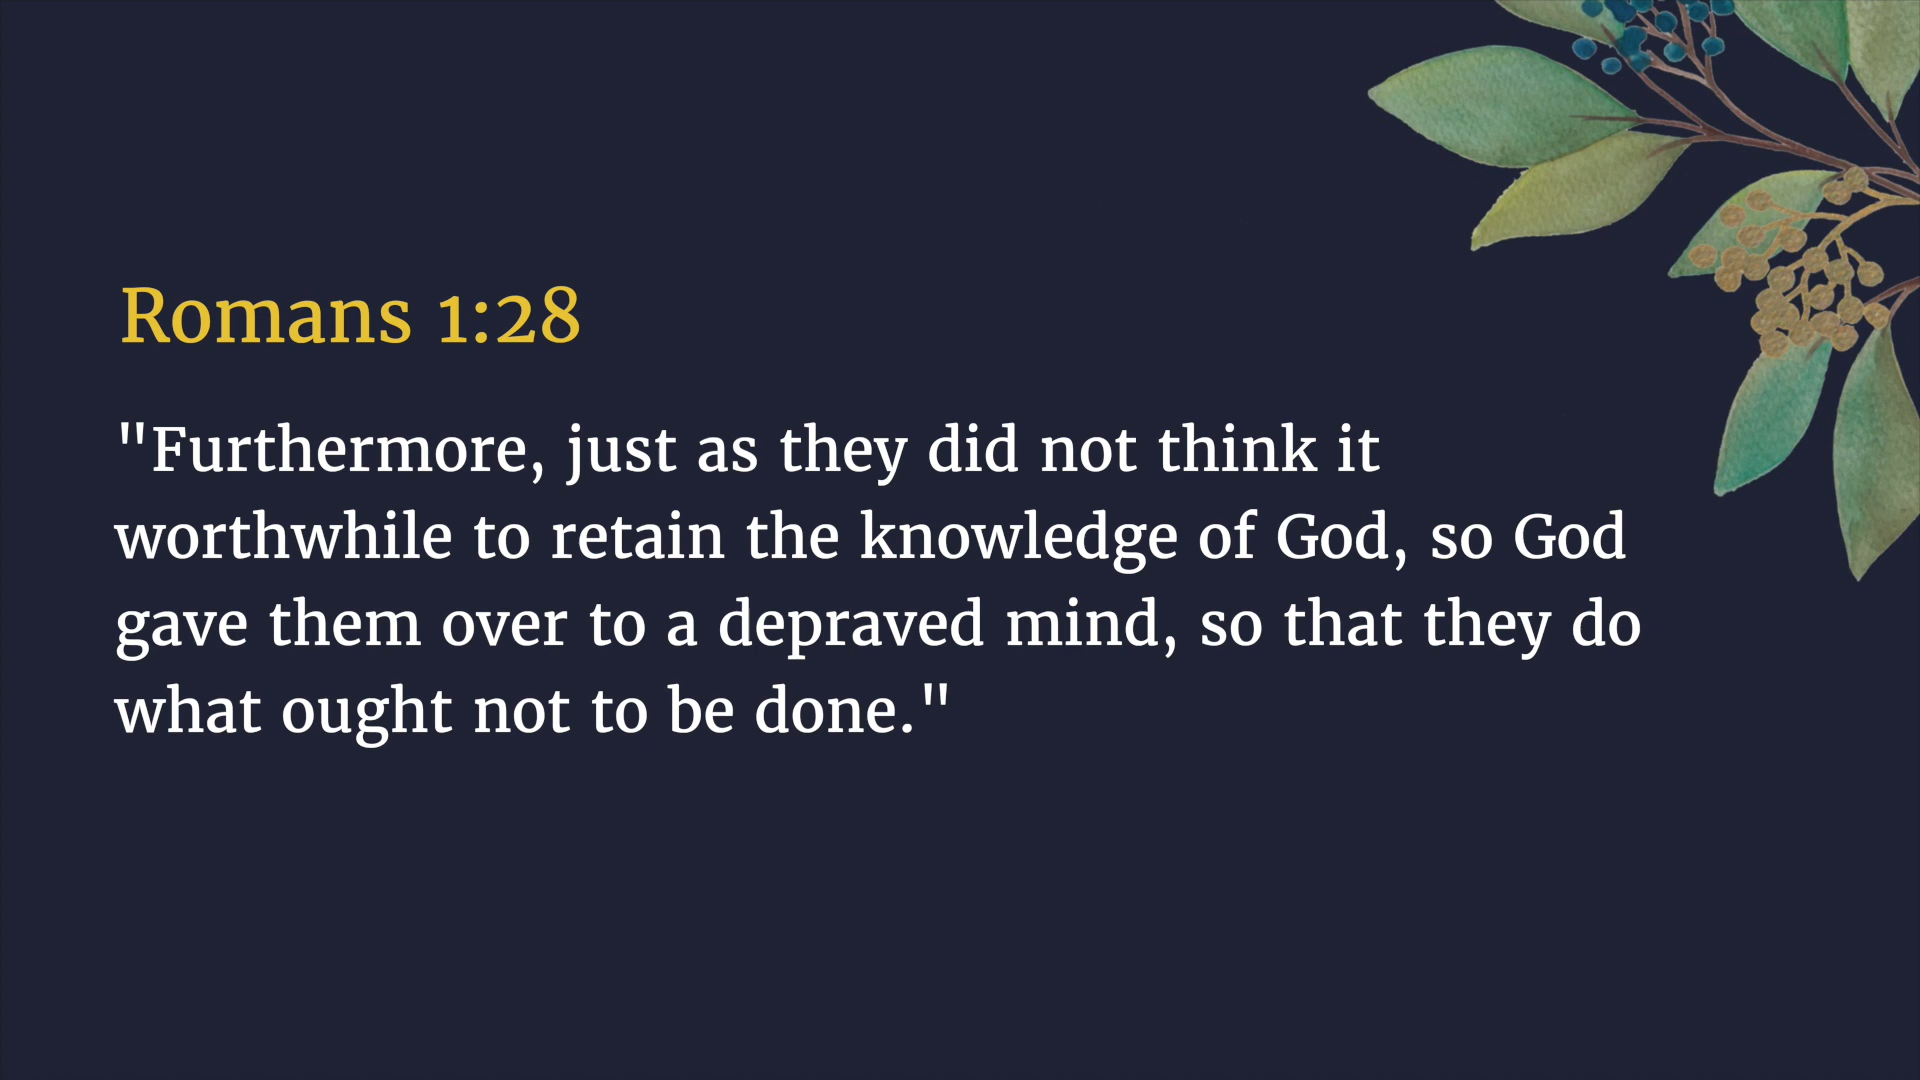 Romans 1:28
"Furthermore, just as they did not think it
worthwhile to retain the knowledge of God, so God
gave them over to a depraved mind, so that they do
what ought not to be done."